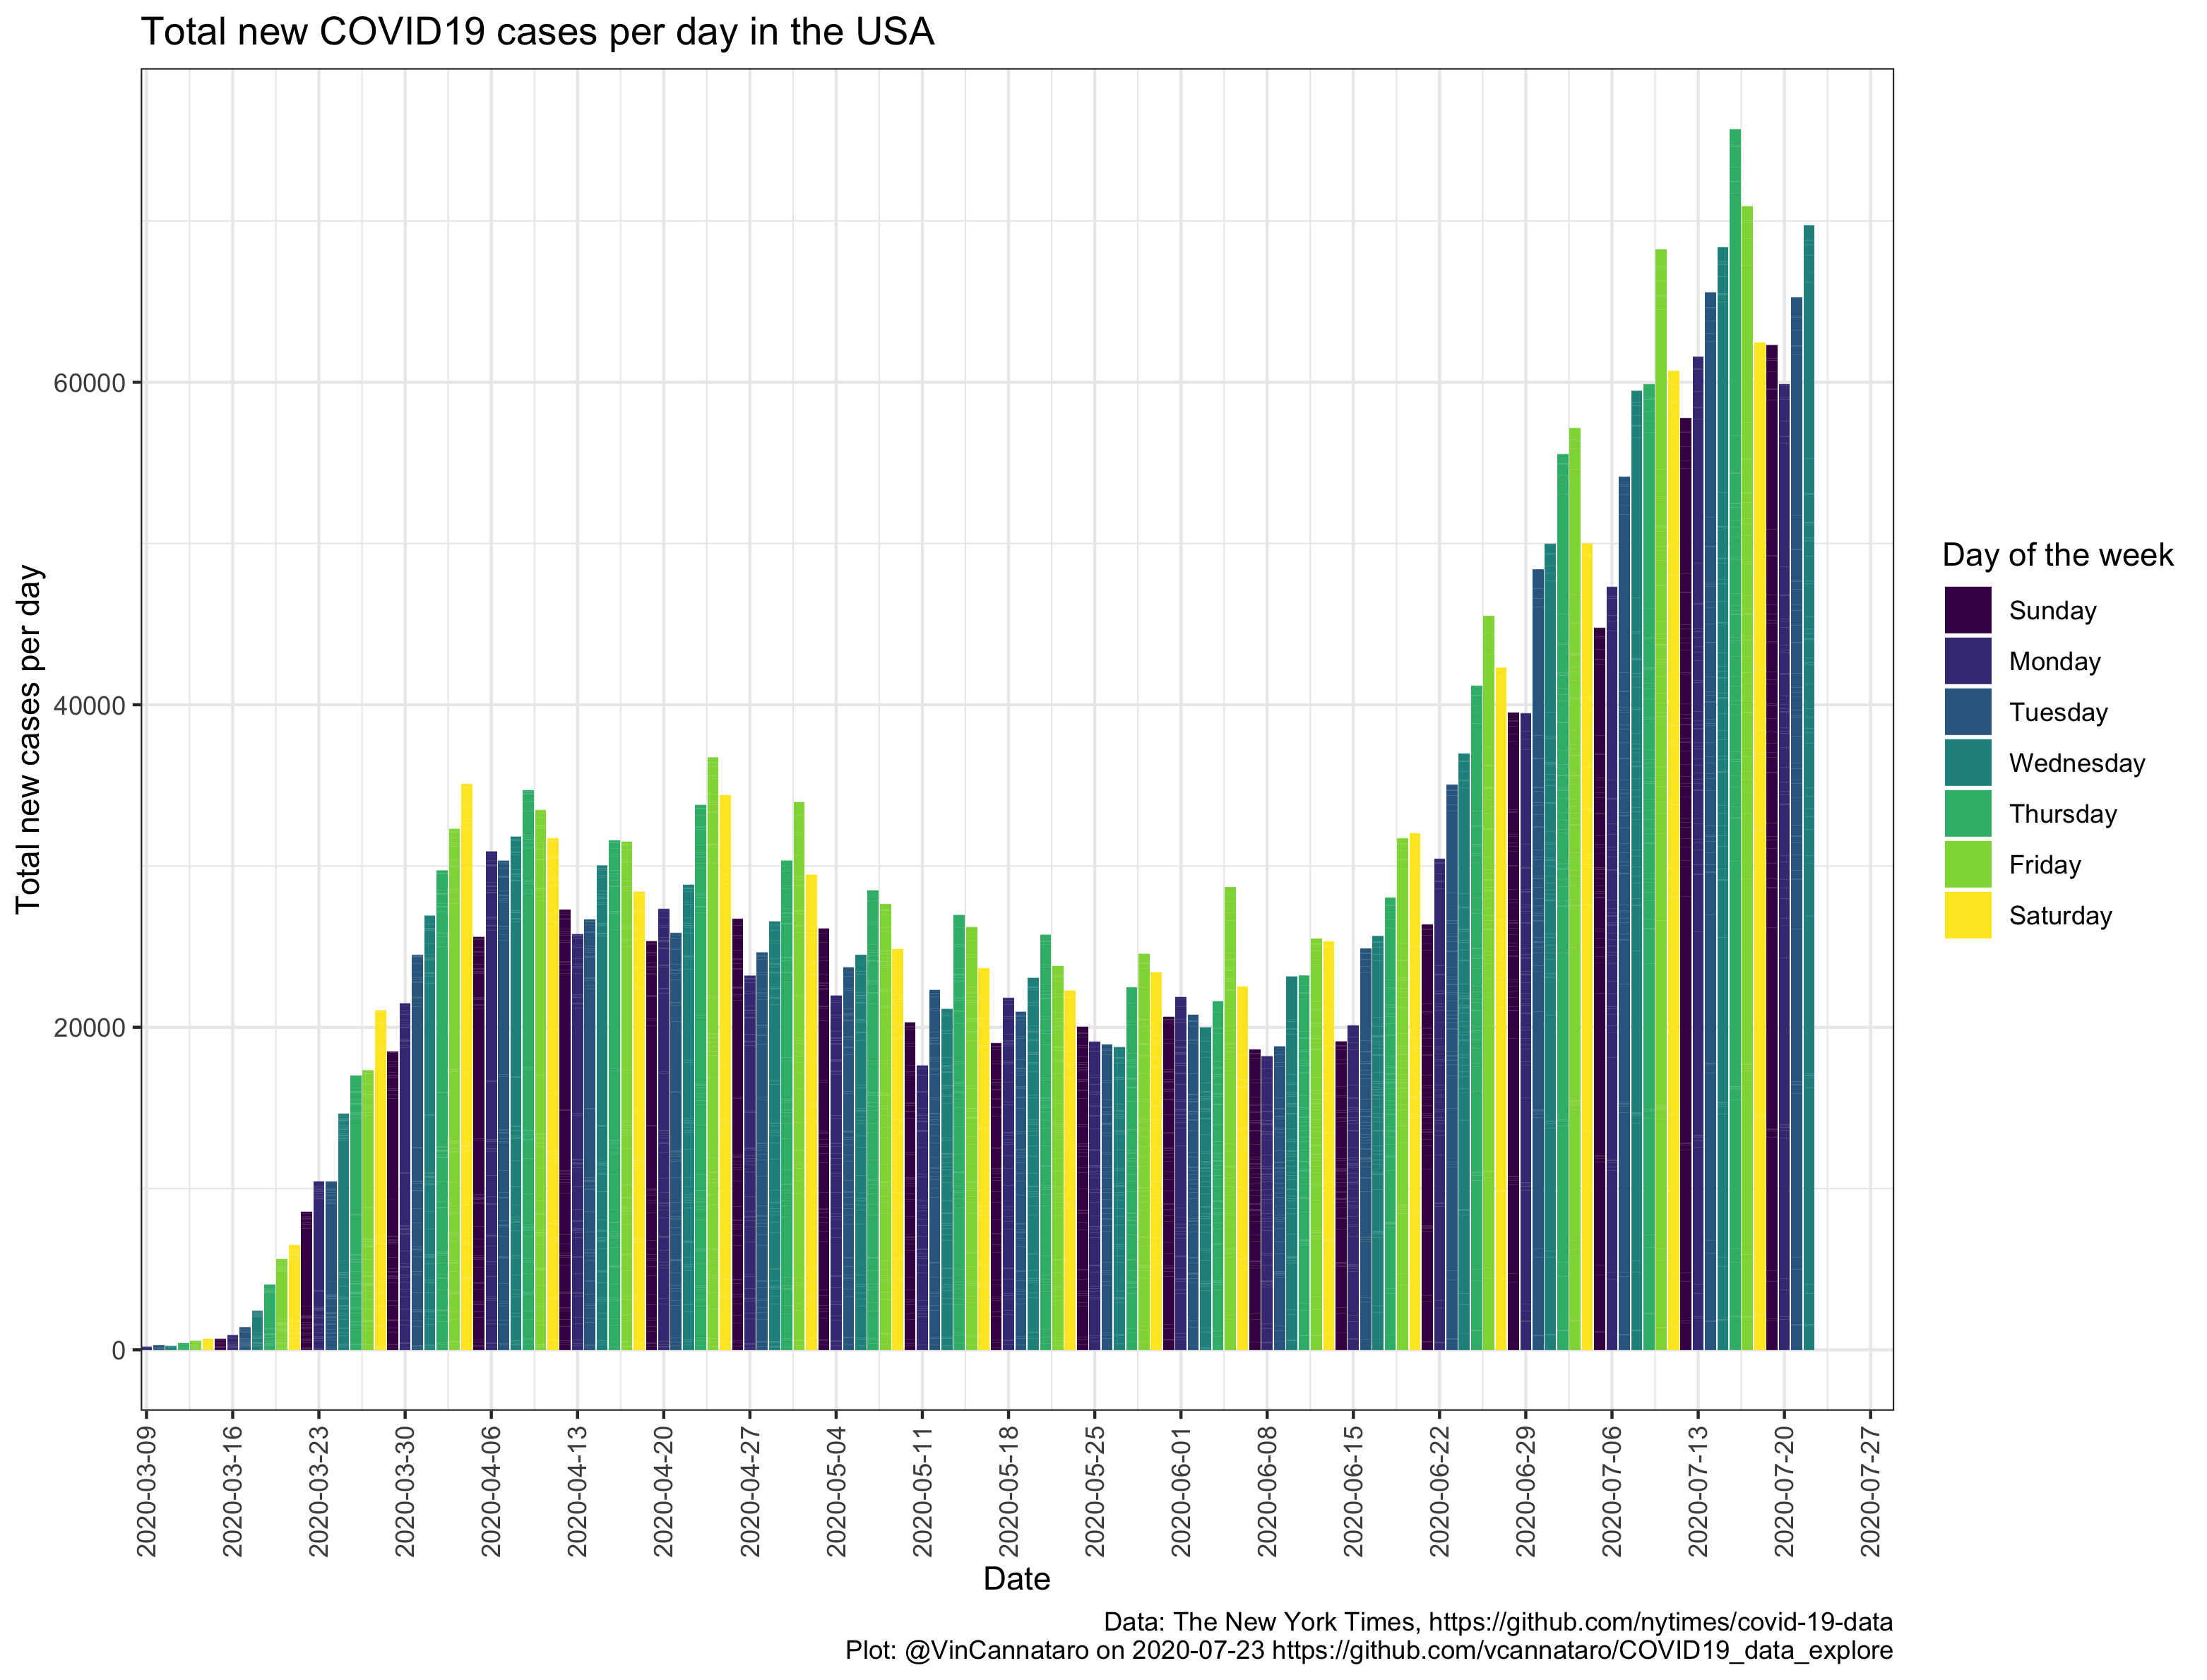 Total new COVID19 cases per day in the USA
Total new cases per day
60000
40000
20000
0
2020-03-09
2020-03-16
2020-03-23
2020-03-30
2020-04-06
2020-04-13
2020-04-20
2020-04-27
2020-05-04
2020-05-11
2020-05-18
2020-05-25
2020-06-01
2020-06-08
2020-06-15
2020-06-22
2020-06-29
2020-07-06
2020-07-13
2020-07-20
2020-07-27
Date
Day of the week
Sunday
Monday
Tuesday
Wednesday
Thursday
Friday
Saturday
Data: The New York Times, https://github.com/nytimes/covid-19-data
Plot: @VinCannataro on 2020-07-23 https://github.com/vcannataro/COVID19_data_explore